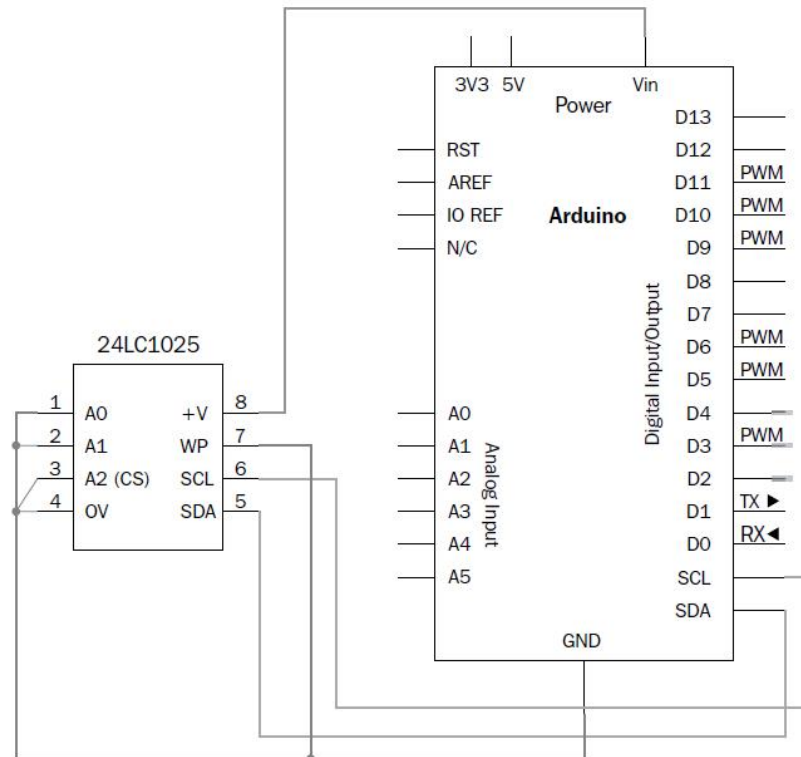 3V3 5V Vin
Power
D13
RST D12
AREF D11 PWM
IO REF Arduino D10 PWM
N/C D9 PWM
D8
Digital Input/Output
D7
D6 PWM
D5 PWM
24LC1025
1 A0 +V 8
2 A1 WP 7
3 A2 (CS) SCL 6
4 0V SDA 5
A0 D4
A1 D3 PWM
Analog Input
A2 D2
A3 D1 TX ►
A4 D0 RX◄
A5 SCL
SDA
GND